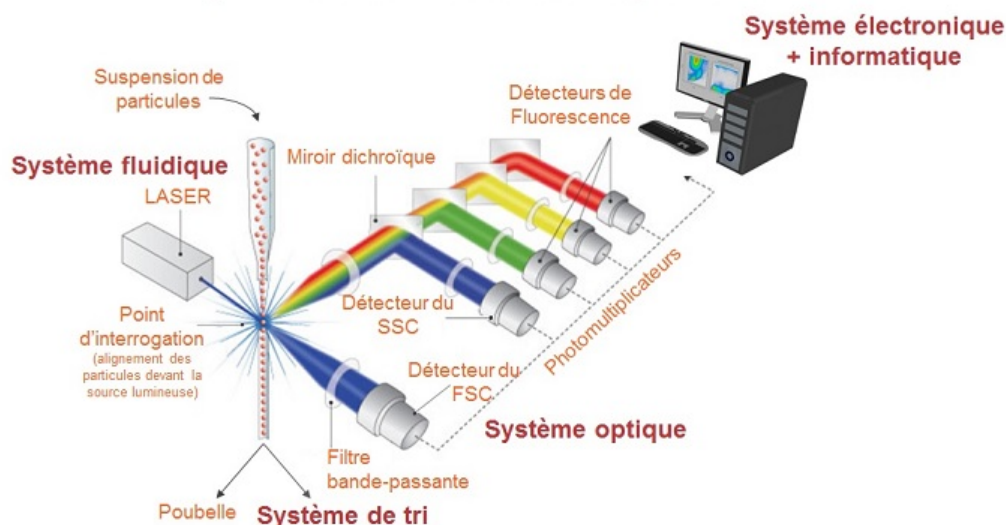 Système électronique
+ informatique
Suspension de
particules
Détecteurs de
Fluorescence
Miroir dichroïque
Système fluidique
LASER
Point
d'interrogation
(alignement des
particules devant la
source lumineuse)
Détecteur du
SSC
Photomultiplicateurs
Détecteur du
FSC
Système optique
Filtre
bande-passante
Poubelle
Système de tri